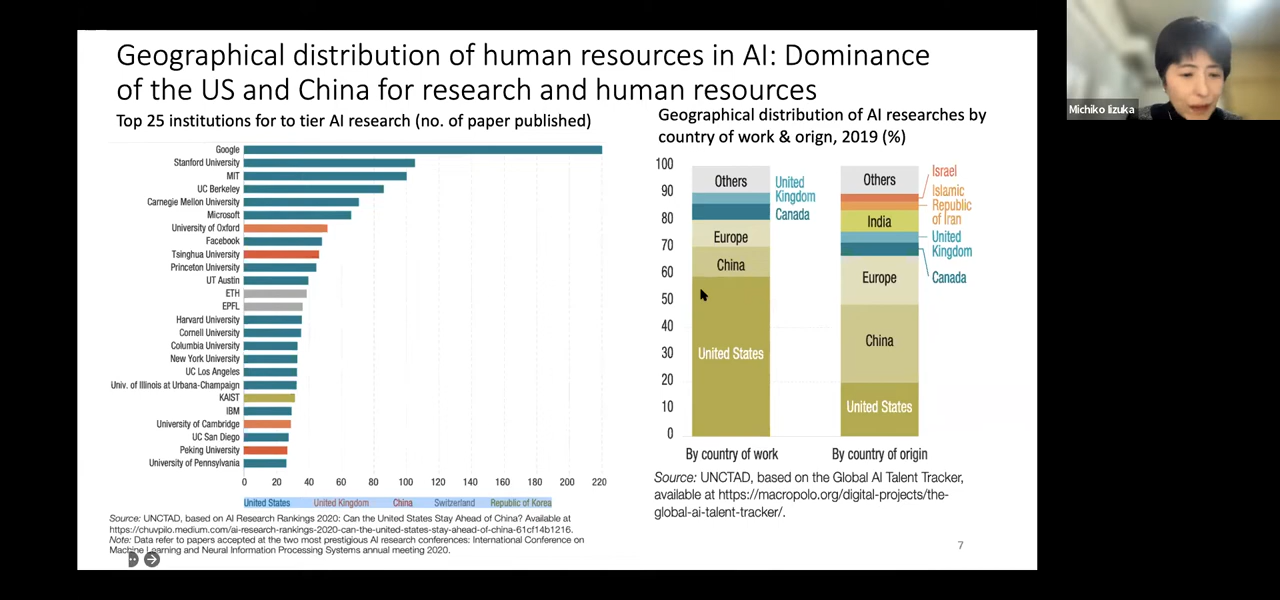 Geographical distribution of human resources in AI: Dominance
of the US and China for research and human resources
Top 25 institutions for to tier AI research (no. of paper published)
Google
Stanford University
MIT
UC Berkeley
Carnegie Mellon University
Microsoft
University of Oxford
Facebook
Tsinghua University
Princeton University
UT Austin
ETH
EPFL
Harvard University
Cornell University
Columbia University
New York University
UC Los Angeles
Univ. of Illinois at Urbana-Champaign
KAIST
IBM
University of Cambridge
UC San Diego
Peking University
University of Pennsylvania
0 20 40 60 80 100 120 140 160 180 200 220
United States United Kingdom China Switzerland Republic of Korea
Source: UNCTAD, based on AI Research Rankings 2020: Can the United States Stay Ahead of China? Available at
https://chuvpilo.medium.com/ai-research-rankings-2020-can-the-united-states-stay-ahead-of-china-61cf14b1216.
Note: Data refer to papers accepted at the two most prestigious AI research conferences: International Conference on
Machine Learning and Neural Information Processing Systems annual meeting 2020.
Geographical distribution of AI researches by
country of work & orign, 2019 (%)
100
90
80
70
60
50
40
30
20
10
0
Others
United
Kingdom
Canada
Europe
China
United States
Others
Israel
Islamic
Republic
of Iran
India
United
Kingdom
Canada
Europe
China
United States
By country of work By country of origin
Source: UNCTAD, based on the Global AI Talent Tracker,
available at https://macropolo.org/digital-projects/the-
global-ai-talent-tracker/.
7
Michiko Iizuka